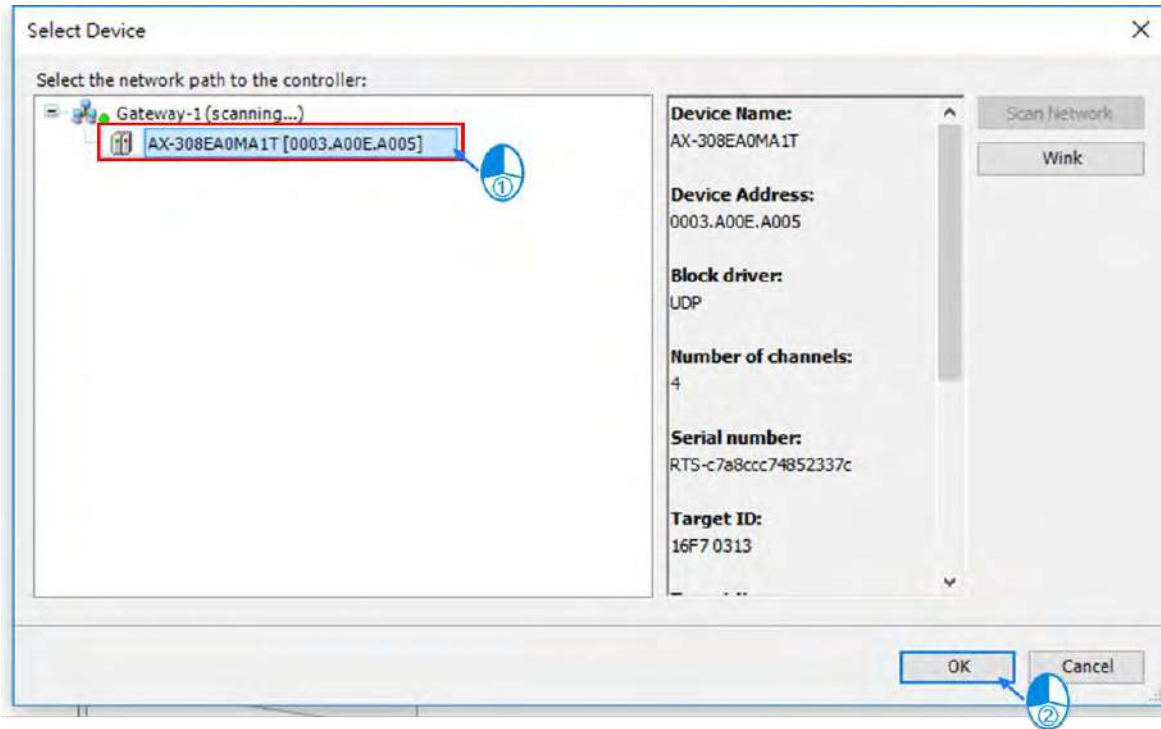 Select Device
Select the network path to the controller:
Gateway-1 (scanning...)
AX-308EA0MA1T [0003.A00E.A005]
①
Device Name:
AX-308EA0MA1T
Device Address:
0003.A00E.A005
Block driver:
UDP
Number of channels:
4
Serial number:
RTS-c7a8ccc74852337c
Target ID:
16F7 0313
Scan Network
Wink
OK
Cancel
②